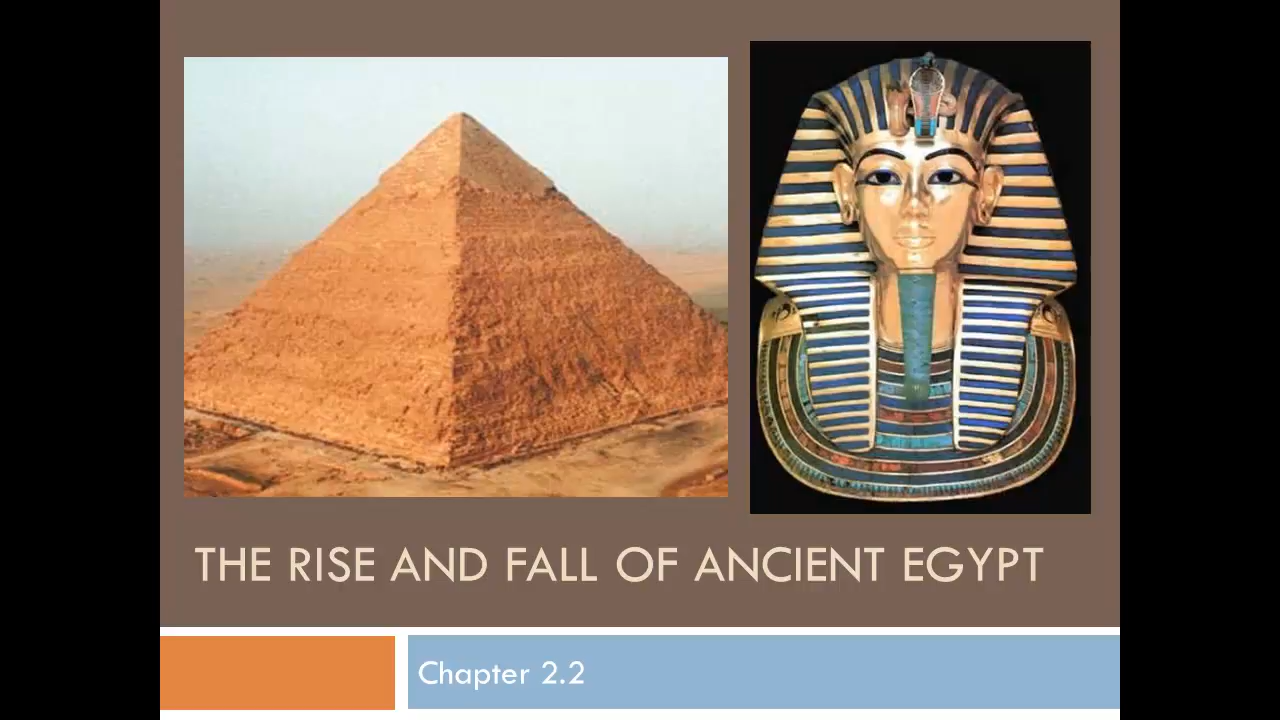 THE RISE AND FALL OF ANCIENT EGYPT
Chapter 2.2